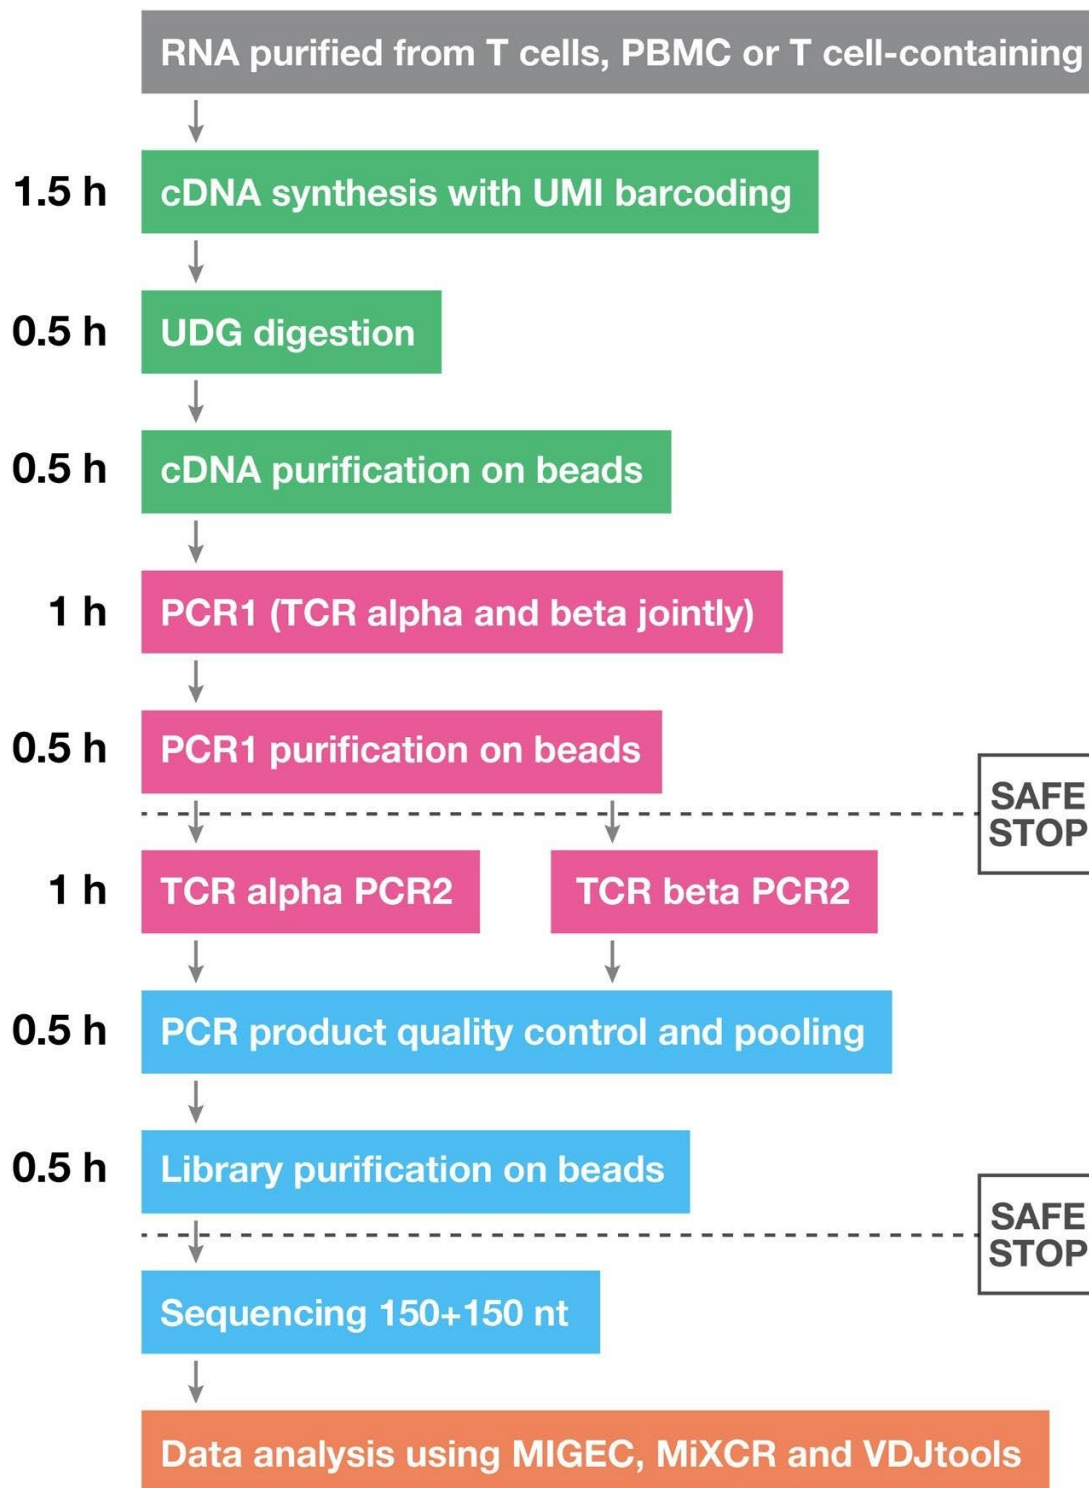 RNA purified from T cells, PBMC or T cell-containing
1.5 h cDNA synthesis with UMI barcoding
0.5 h UDG digestion
0.5 h cDNA purification on beads
1 h PCR1 (TCR alpha and beta jointly)
0.5 h PCR1 purification on beads
SAFE
STOP
1 h TCR alpha PCR2 TCR beta PCR2
0.5 h PCR product quality control and pooling
0.5 h Library purification on beads
SAFE
STOP
Sequencing 150+150 nt
Data analysis using MIGEC, MiXCR and VDJtools